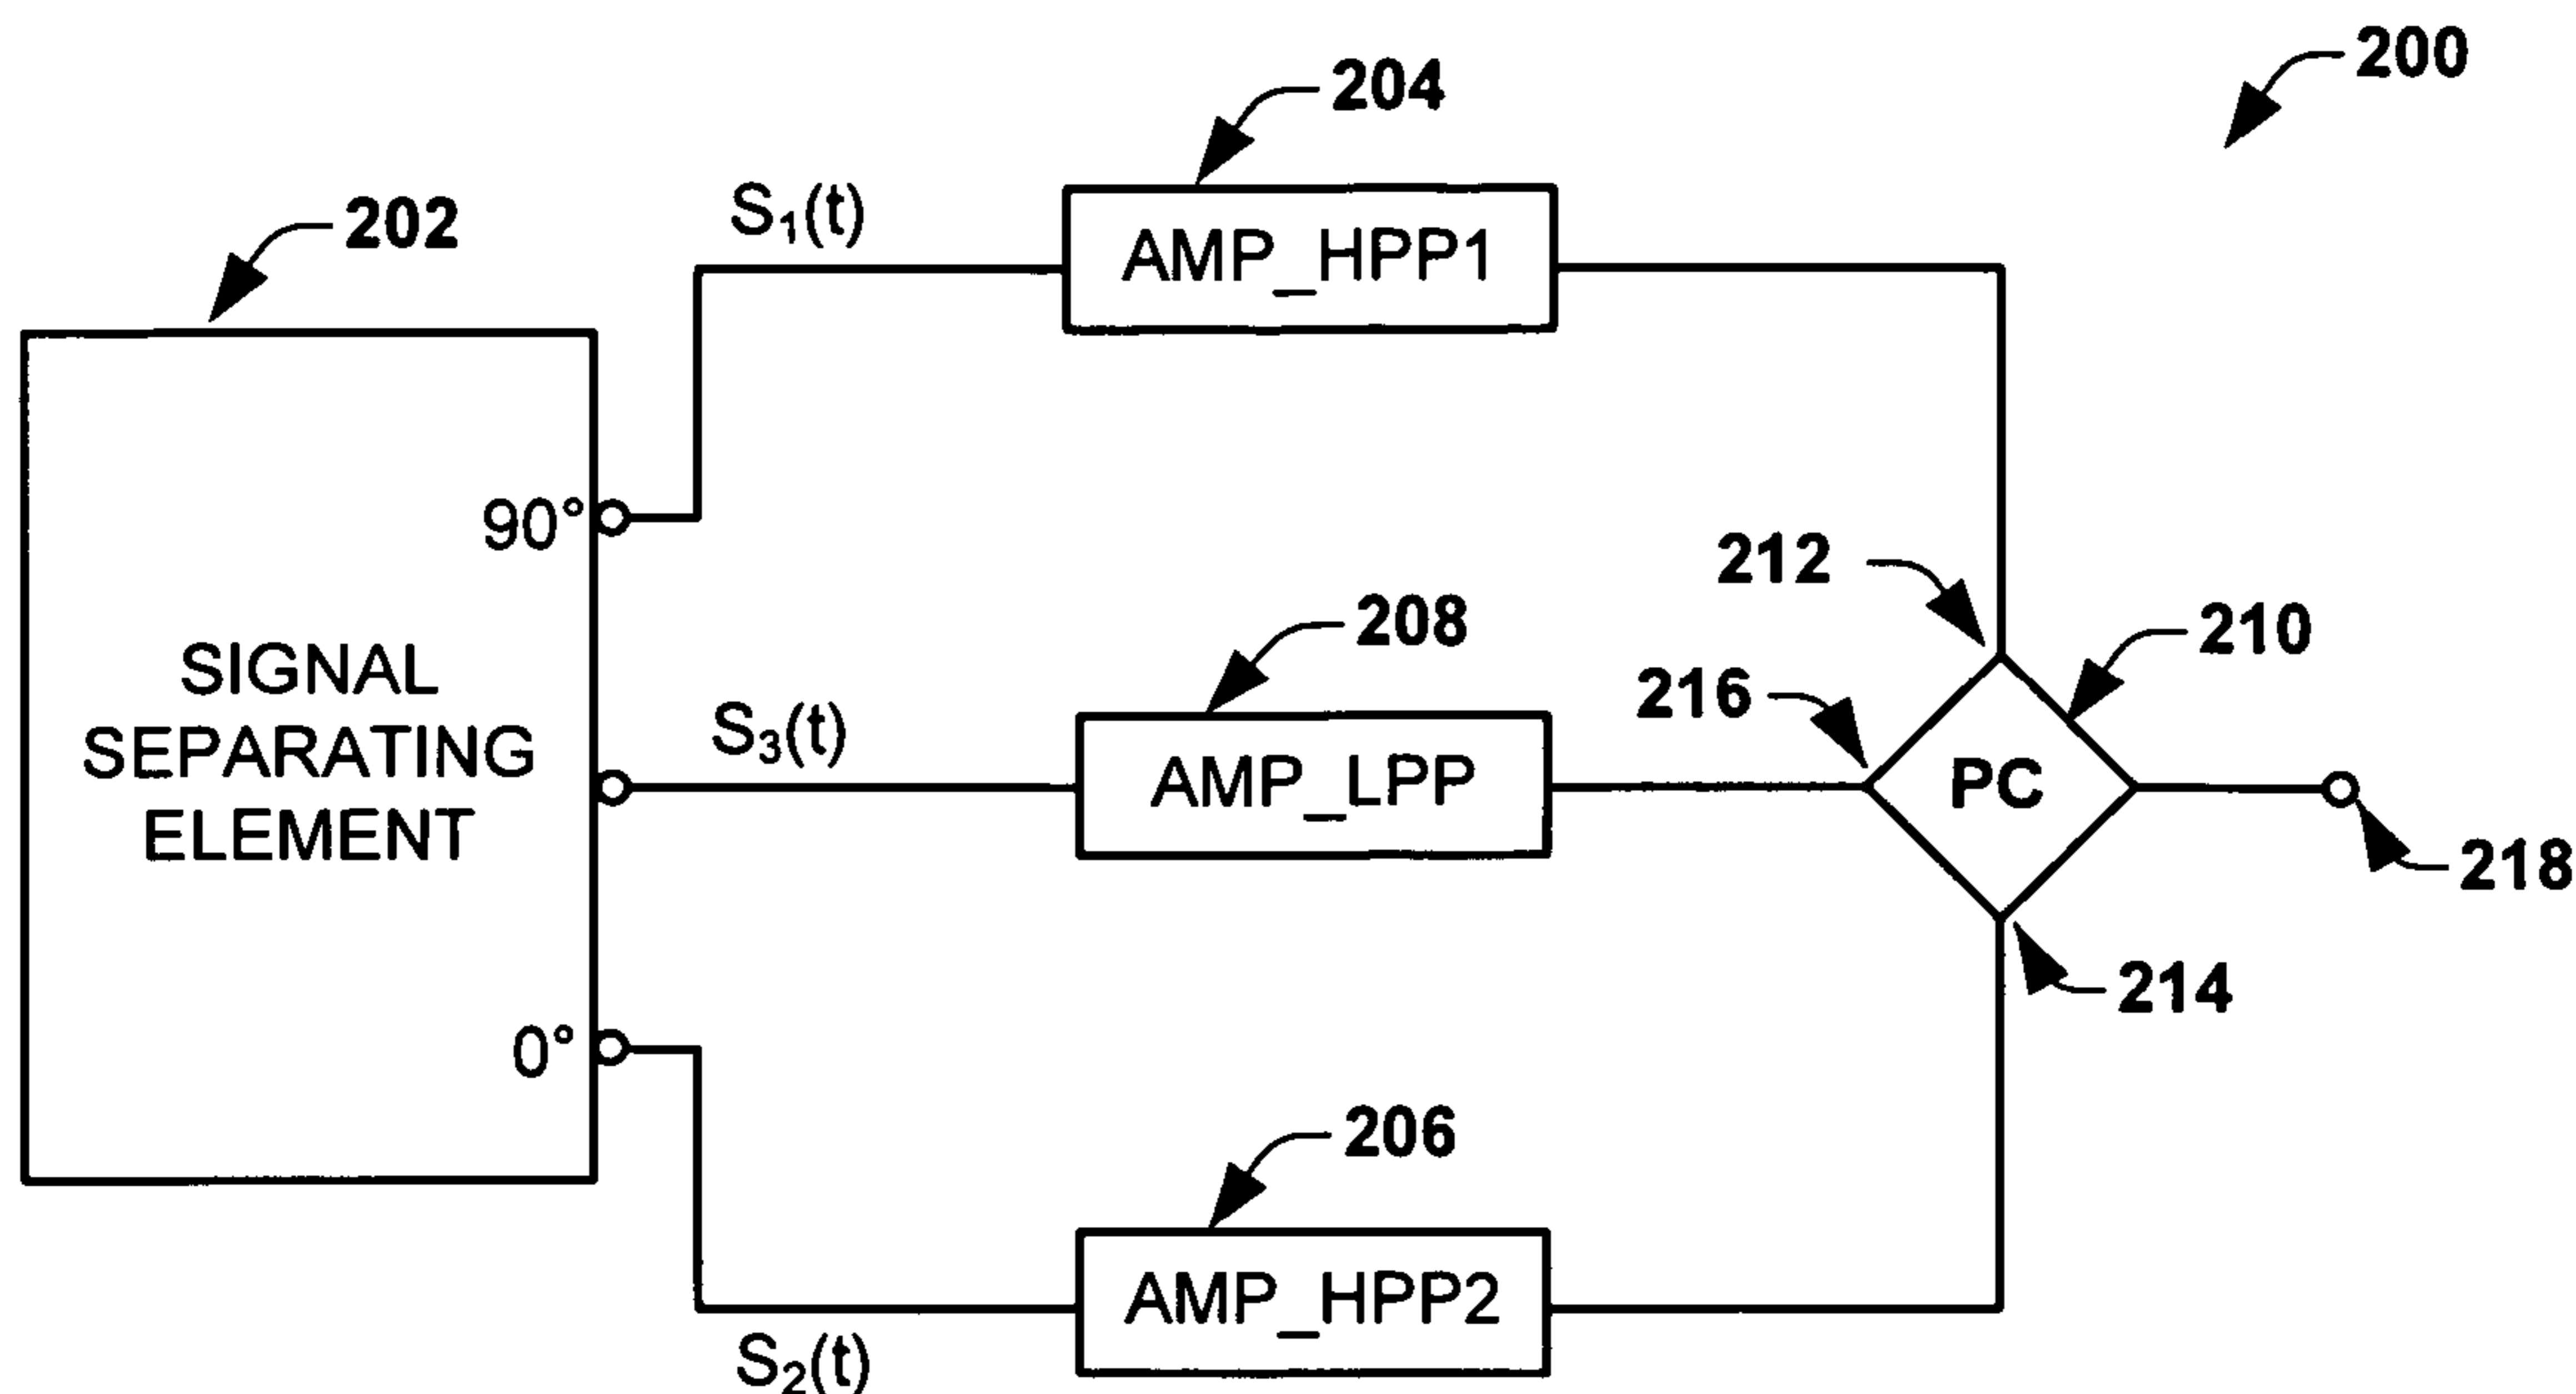 200
204
202
S₁(t)
AMP_HPP1
90°
212
208
210
216
SIGNAL
SEPARATING
ELEMENT
S₃(t)
AMP_LPP
PC
218
214
0°
206
AMP_HPP2
S₂(t)